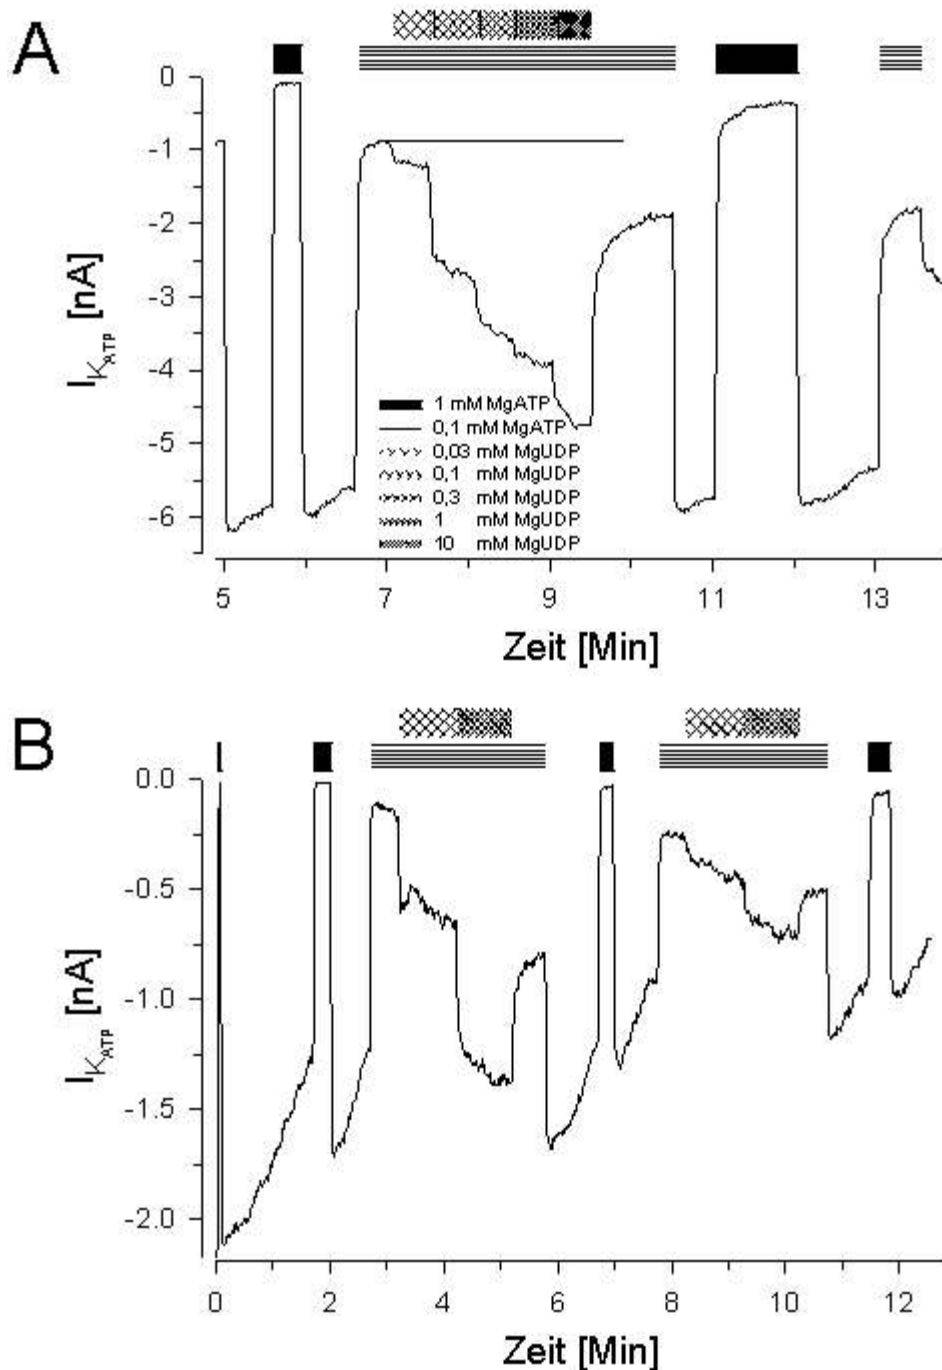 A
0
-1
-2
-3
-4
-5
-6
I K ATP [nA]
1 mM MgATP
0,1 mM MgATP
0,03 mM MgUDP
0,1 mM MgUDP
0,3 mM MgUDP
1 mM MgUDP
10 mM MgUDP
5 7 9 11 13
Zeit [Min]
B
0.0
-0.5
-1.0
-1.5
-2.0
I K ATP [nA]
0 2 4 6 8 10 12
Zeit [Min]